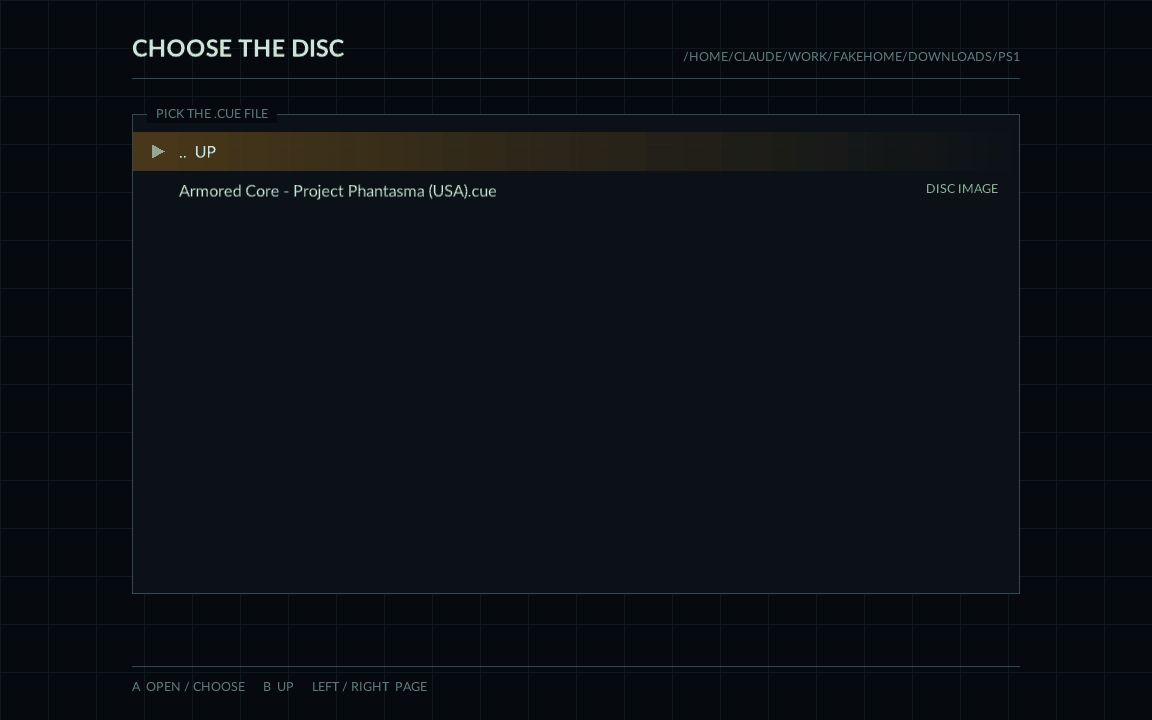 CHOOSE THE DISC
/HOME/CLAUDE/WORK/FAKEHOME/DOWNLOADS/PS1
PICK THE .CUE FILE
.. UP
Armored Core - Project Phantasma (USA).cue DISC IMAGE
A OPEN / CHOOSE B UP LEFT / RIGHT PAGE